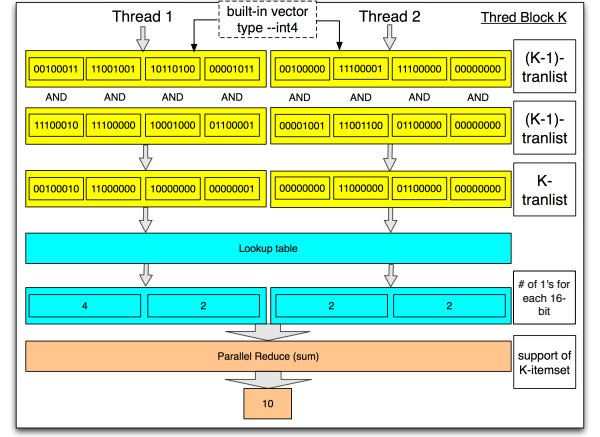 Thread 1
built-in vector
type --int4
Thread 2
Thred Block K
00100011 11001001 10110100 00001011 00100000 11100001 11100000 00000000
(K-1)-
tranlist
AND AND AND AND AND AND AND AND
11100010 11100000 10001000 01100001 00001001 11001100 01100000 00000000
(K-1)-
tranlist
00100010 11000000 10000000 00000001 00000000 11000000 01100000 00000000
K-
tranlist
Lookup table
4 2 2 2
# of 1's for
each 16-
bit
Parallel Reduce (sum)
support of
K-itemset
10